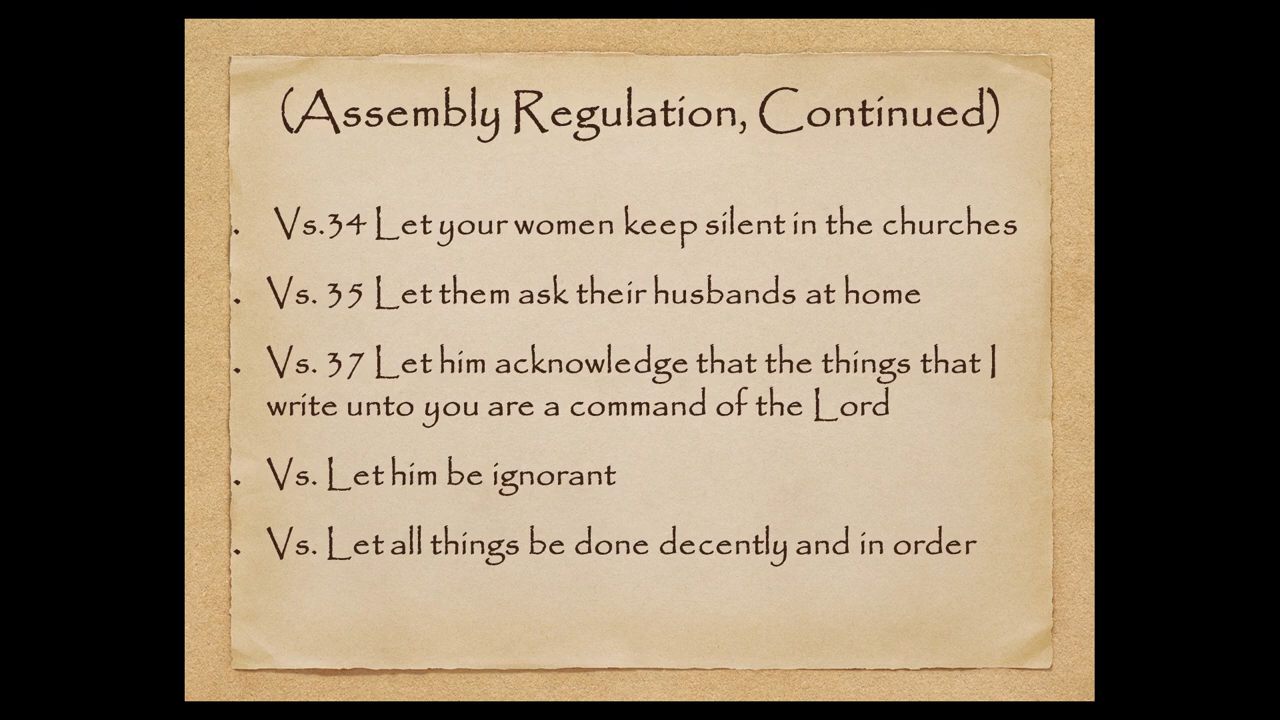 (Assembly Regulation, Continued)
. Vs.34 Let your women keep silent in the churches
. Vs. 35 Let them ask their husbands at home
. Vs. 37 Let him acknowledge that the things that I
write unto you are a command of the Lord
. Vs. Let him be ignorant
. Vs. Let all things be done decently and in order